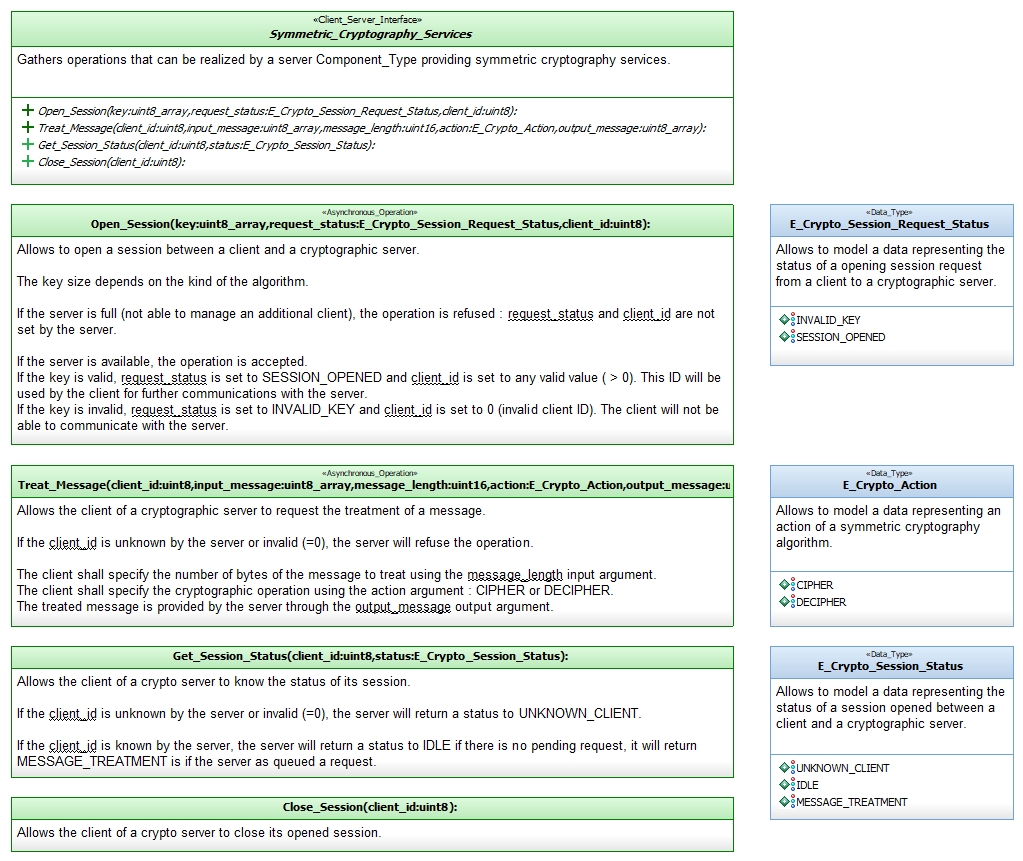 «Client_Server_Interface»
Symmetric_Cryptography_Services
Gathers operations that can be realized by a server Component_Type providing symmetric cryptography services.
Open_Session(key:uint8_array,request_status:E_Crypto_Session_Request_Status,client_id:uint8):
Treat_Message(client_id:uint8,input_message:uint8_array,message_length:uint16,action:E_Crypto_Action,output_message:uint8_array):
Get_Session_Status(client_id:uint8,status:E_Crypto_Session_Status):
Close_Session(client_id:uint8):
«Asynchronous_Operation»
Open_Session(key:uint8_array,request_status:E_Crypto_Session_Request_Status,client_id:uint8):
Allows to open a session between a client and a cryptographic server.
The key size depends on the kind of the algorithm.
If the server is full (not able to manage an additional client), the operation is refused : request_status and client_id are not
set by the server.
If the server is available, the operation is accepted.
If the key is valid, request_status is set to SESSION_OPENED and client_id is set to any valid value ( > 0). This ID will be
used by the client for further communications with the server.
If the key is invalid, request_status is set to INVALID_KEY and client_id is set to 0 (invalid client ID). The client will not be
able to communicate with the server.
«Data_Type»
E_Crypto_Session_Request_Status
Allows to model a data representing the
status of a opening session request
from a client to a cryptographic server.
INVALID_KEY
SESSION_OPENED
«Asynchronous_Operation»
Treat_Message(client_id:uint8,input_message:uint8_array,message_length:uint16,action:E_Crypto_Action,output_message:u
Allows the client of a cryptographic server to request the treatment of a message.
If the client_id is unknown by the server or invalid (=0), the server will refuse the operation.
The client shall specify the number of bytes of the message to treat using the message_length input argument.
The client shall specify the cryptographic operation using the action argument : CIPHER or DECIPHER.
The treated message is provided by the server through the output_message output argument.
«Data_Type»
E_Crypto_Action
Allows to model a data representing an
action of a symmetric cryptography
algorithm.
CIPHER
DECIPHER
Get_Session_Status(client_id:uint8,status:E_Crypto_Session_Status):
Allows the client of a crypto server to know the status of its session.
If the client_id is unknown by the server or invalid (=0), the server will return a status to UNKNOWN_CLIENT.
If the client_id is known by the server, the server will return a status to IDLE if there is no pending request, it will return
MESSAGE_TREATMENT is if the server as queued a request.
«Data_Type»
E_Crypto_Session_Status
Allows to model a data representing the
status of a session opened between a
client and a cryptographic server.
UNKNOWN_CLIENT
IDLE
MESSAGE_TREATMENT
Close_Session(client_id:uint8):
Allows the client of a crypto server to close its opened session.